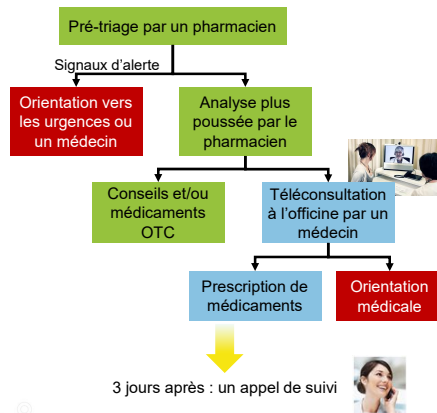 Pré-triage par un pharmacien
Signaux d'alerte
Orientation vers
les urgences ou
un médecin
Analyse plus
poussée par le
pharmacien
Conseils et/ou
médicaments
OTC
Téléconsultation
à l'officine par un
médecin
Prescription de
médicaments
Orientation
médicale
3 jours après : un appel de suivi